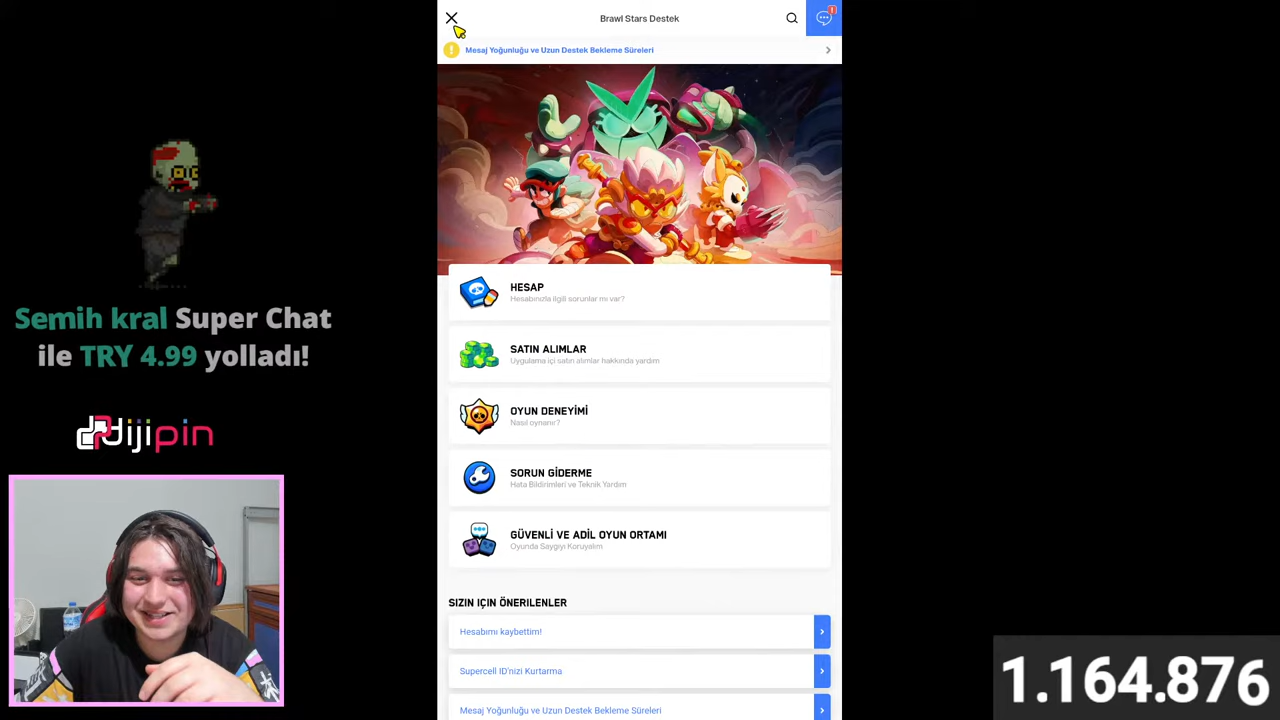 Brawl Stars Destek
Mesaj Yoğunluğu ve Uzun Destek Bekleme Süreleri
HESAP
Hesabınızla ilgili sorunlar mı var?
SATIN ALIMLAR
Uygulama içi satın alımlar hakkında yardım
OYUN DENEYİMİ
Nasıl oynanır?
SORUN GİDERME
Hata Bildirimleri ve Teknik Yardım
GÜVENLİ VE ADİL OYUN ORTAMI
Oyunda Saygıyı Koruyalım
SIZIN IÇIN ÖNERILENLER
Hesabımı kaybettim!
Supercell ID'nizi Kurtarma
Mesaj Yoğunluğu ve Uzun Destek Bekleme Süreleri
Semih kral Super Chat
ile TRY 4.99 yolladı!
dijipin
1.164.876